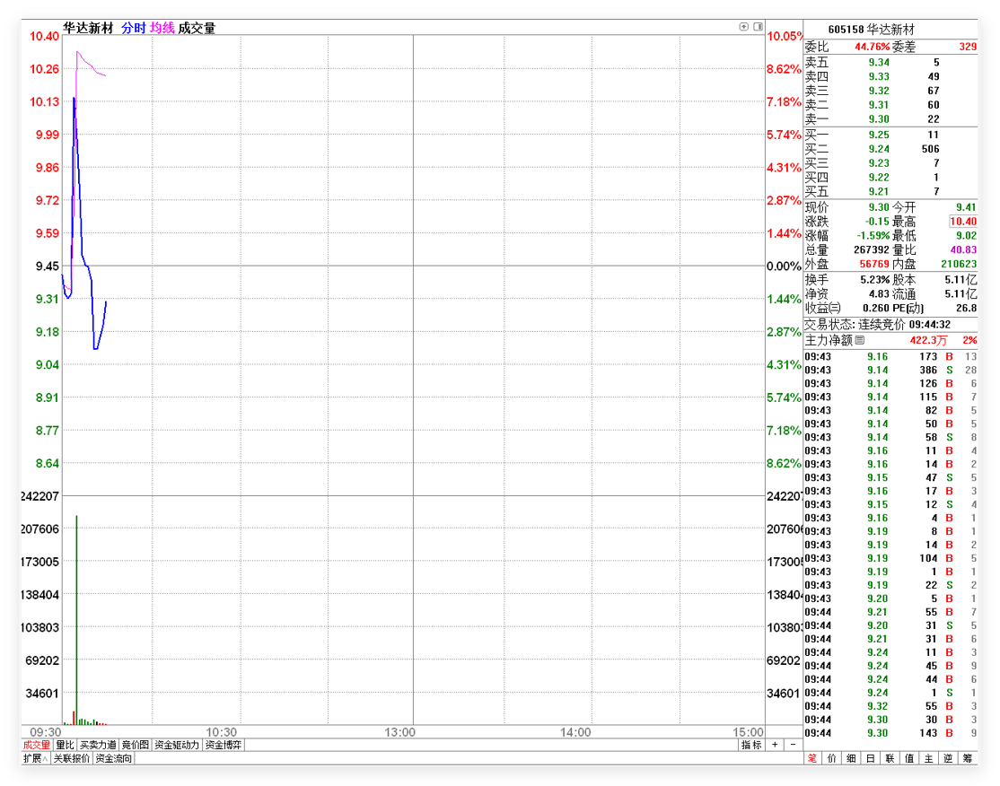 华达新材 分时 均线 成交量
10.40 10.05%
10.26 8.62%
10.13 7.18%
9.99 5.74%
9.86 4.31%
9.72 2.87%
9.59 1.44%
9.45 0.00%
9.31 1.44%
9.18 2.87%
9.04 4.31%
8.91 5.74%
8.77 7.18%
8.64 8.62%
242207 242207
207606 207606
173005 173005
138404 138404
103803 103803
69202 69202
34601 34601
09:30 10:30 13:00 14:00 15:00
成交量 量比 买卖力道 竞价图 资金驱动力 资金博弈 指标 + -
扩展^ 关联报价 资金流向
605158 华达新材
委比 44.76% 委差 329
卖五 9.34 5
卖四 9.33 49
卖三 9.32 67
卖二 9.31 60
卖一 9.30 22
买一 9.25 11
买二 9.24 506
买三 9.23 7
买四 9.22 1
买五 9.21 7
现价 9.30 今开 9.41
涨跌 -0.15 最高 10.40
涨幅 -1.59% 最低 9.02
总量 267392 量比 40.83
外盘 56769 内盘 210623
换手 5.23% 股本 5.11亿
净资 4.83 流通 5.11亿
收益㈢ 0.260 PE(动) 26.8
交易状态: 连续竞价 09:44:32
主力净额 422.3万 2%
09:43 9.16 173 B 13
09:43 9.14 386 S 28
09:43 9.14 126 B 6
09:43 9.14 115 B 7
09:43 9.14 82 B 5
09:43 9.14 50 B 5
09:43 9.14 58 S 8
09:43 9.16 11 B 4
09:43 9.16 14 B 2
09:43 9.15 47 S 5
09:43 9.16 17 B 3
09:43 9.15 12 S 4
09:43 9.16 4 B 1
09:43 9.19 8 B 1
09:43 9.19 14 B 2
09:43 9.19 104 B 5
09:43 9.19 1 B 1
09:43 9.19 22 S 2
09:43 9.20 5 B 1
09:44 9.21 55 B 7
09:44 9.20 31 S 5
09:44 9.21 31 B 6
09:44 9.24 11 B 3
09:44 9.24 45 B 9
09:44 9.24 44 B 6
09:44 9.24 1 S 1
09:44 9.32 55 B 3
09:44 9.30 30 B 3
09:44 9.30 143 B 9
笔 价 细 日 联 值 主 逆 筹